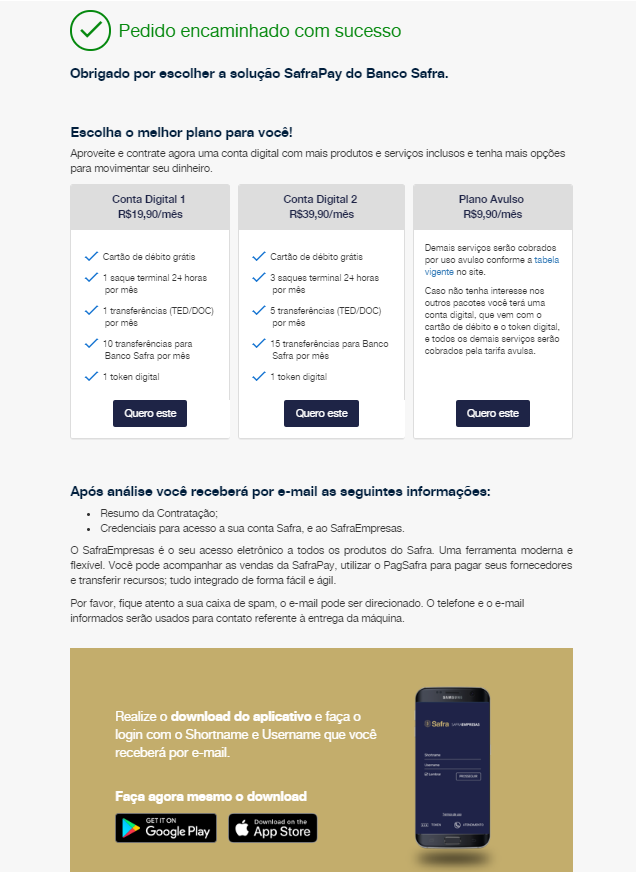 Pedido encaminhado com sucesso
Obrigado por escolher a solução SafraPay do Banco Safra.
Escolha o melhor plano para você!
Aproveite e contrate agora uma conta digital com mais produtos e serviços inclusos e tenha mais opções
para movimentar seu dinheiro.
Conta Digital 1
R$19,90/mês
Cartão de débito grátis
1 saque terminal 24 horas
por mês
1 transferências (TED/DOC)
por mês
10 transferências para
Banco Safra por mês
1 token digital
Quero este
Conta Digital 2
R$39,90/mês
Cartão de débito grátis
3 saques terminal 24 horas
por mês
5 transferências (TED/DOC)
por mês
15 transferências para Banco
Safra por mês
1 token digital
Quero este
Plano Avulso
R$9,90/mês
Demais serviços serão cobrados
por uso avulso conforme a tabela
vigente no site.
Caso não tenha interesse nos
outros pacotes você terá uma
conta digital, que vem com o
cartão de débito e o token digital,
e todos os demais serviços serão
cobrados pela tarifa avulsa.
Quero este
Após análise você receberá por e-mail as seguintes informações:
• Resumo da Contratação;
• Credenciais para acesso a sua conta Safra, e ao SafraEmpresas.
O SafraEmpresas é o seu acesso eletrônico a todos os produtos do Safra. Uma ferramenta moderna e
flexível. Você pode acompanhar as vendas da SafraPay, utilizar o PagSafra para pagar seus fornecedores
e transferir recursos; tudo integrado de forma fácil e ágil.
Por favor, fique atento a sua caixa de spam, o e-mail pode ser direcionado. O telefone e o e-mail
informados serão usados para contato referente à entrega da máquina.
Realize o download do aplicativo e faça o
login com o Shortname e Username que você
receberá por e-mail.
Faça agora mesmo o download
GET IT ON
Google Play
Download on the
App Store
SAMSUNG
Safra SAFRAEMPRESAS
Shortname
Username
Lembrar
PROSSEGUIR
TOKEN
ATENDIMENTO